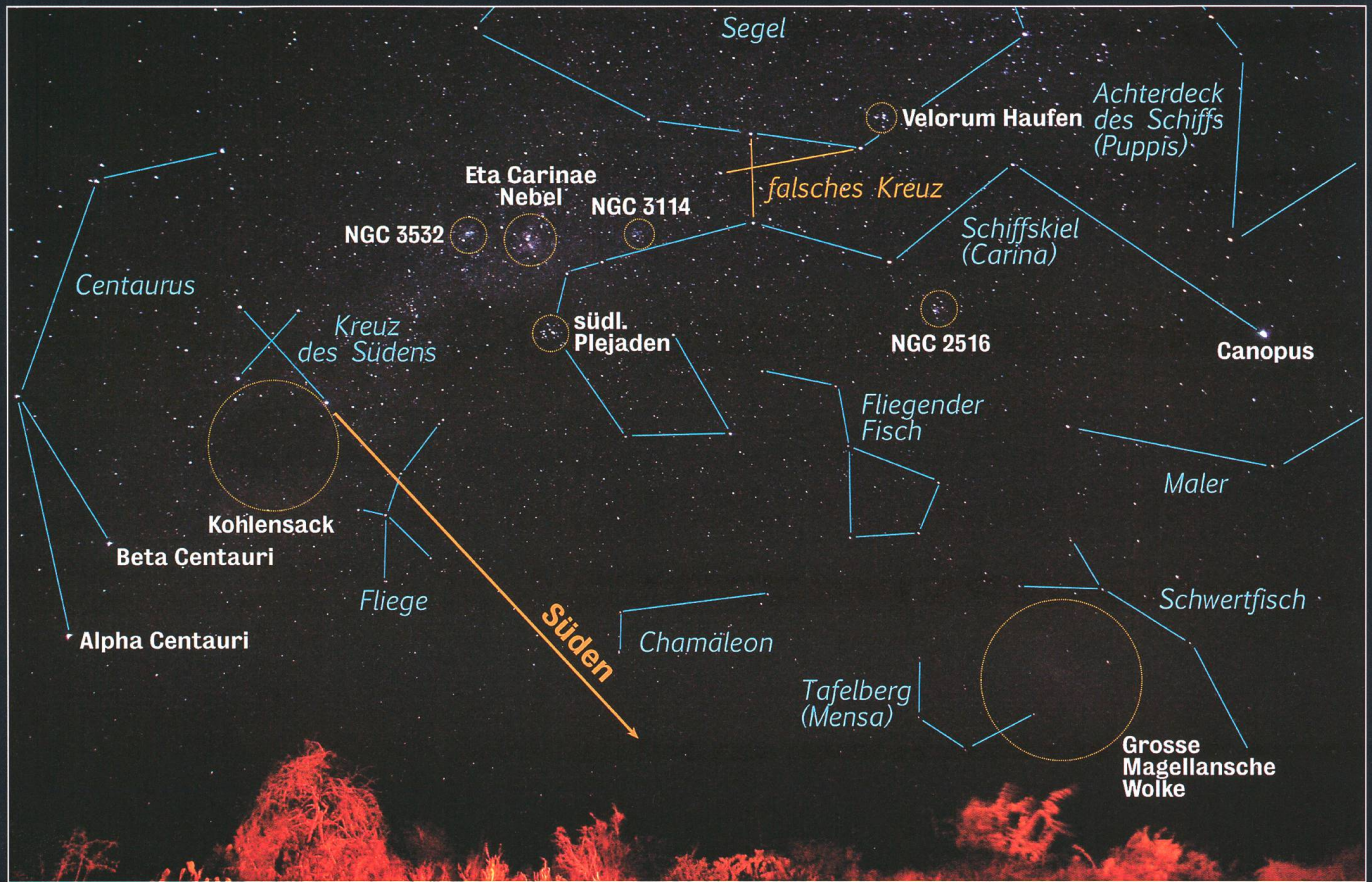 Segel
Achterdeck
des Schiffs
(Puppis)
Velorum Haufen
Eta Carinae
Nebel
falsches Kreuz
NGC 3114
NGC 3532
Schiffskiel
(Carina)
Centaurus
Kreuz
des Südens
südl.
Plejaden
NGC 2516
Canopus
Fliegender
Fisch
Maler
Kohlensack
Beta Centauri
Fliege
Schwertfisch
Süden
Alpha Centauri
Chamäleon
Tafelberg
(Mensa)
Grosse
Magellansche
Wolke